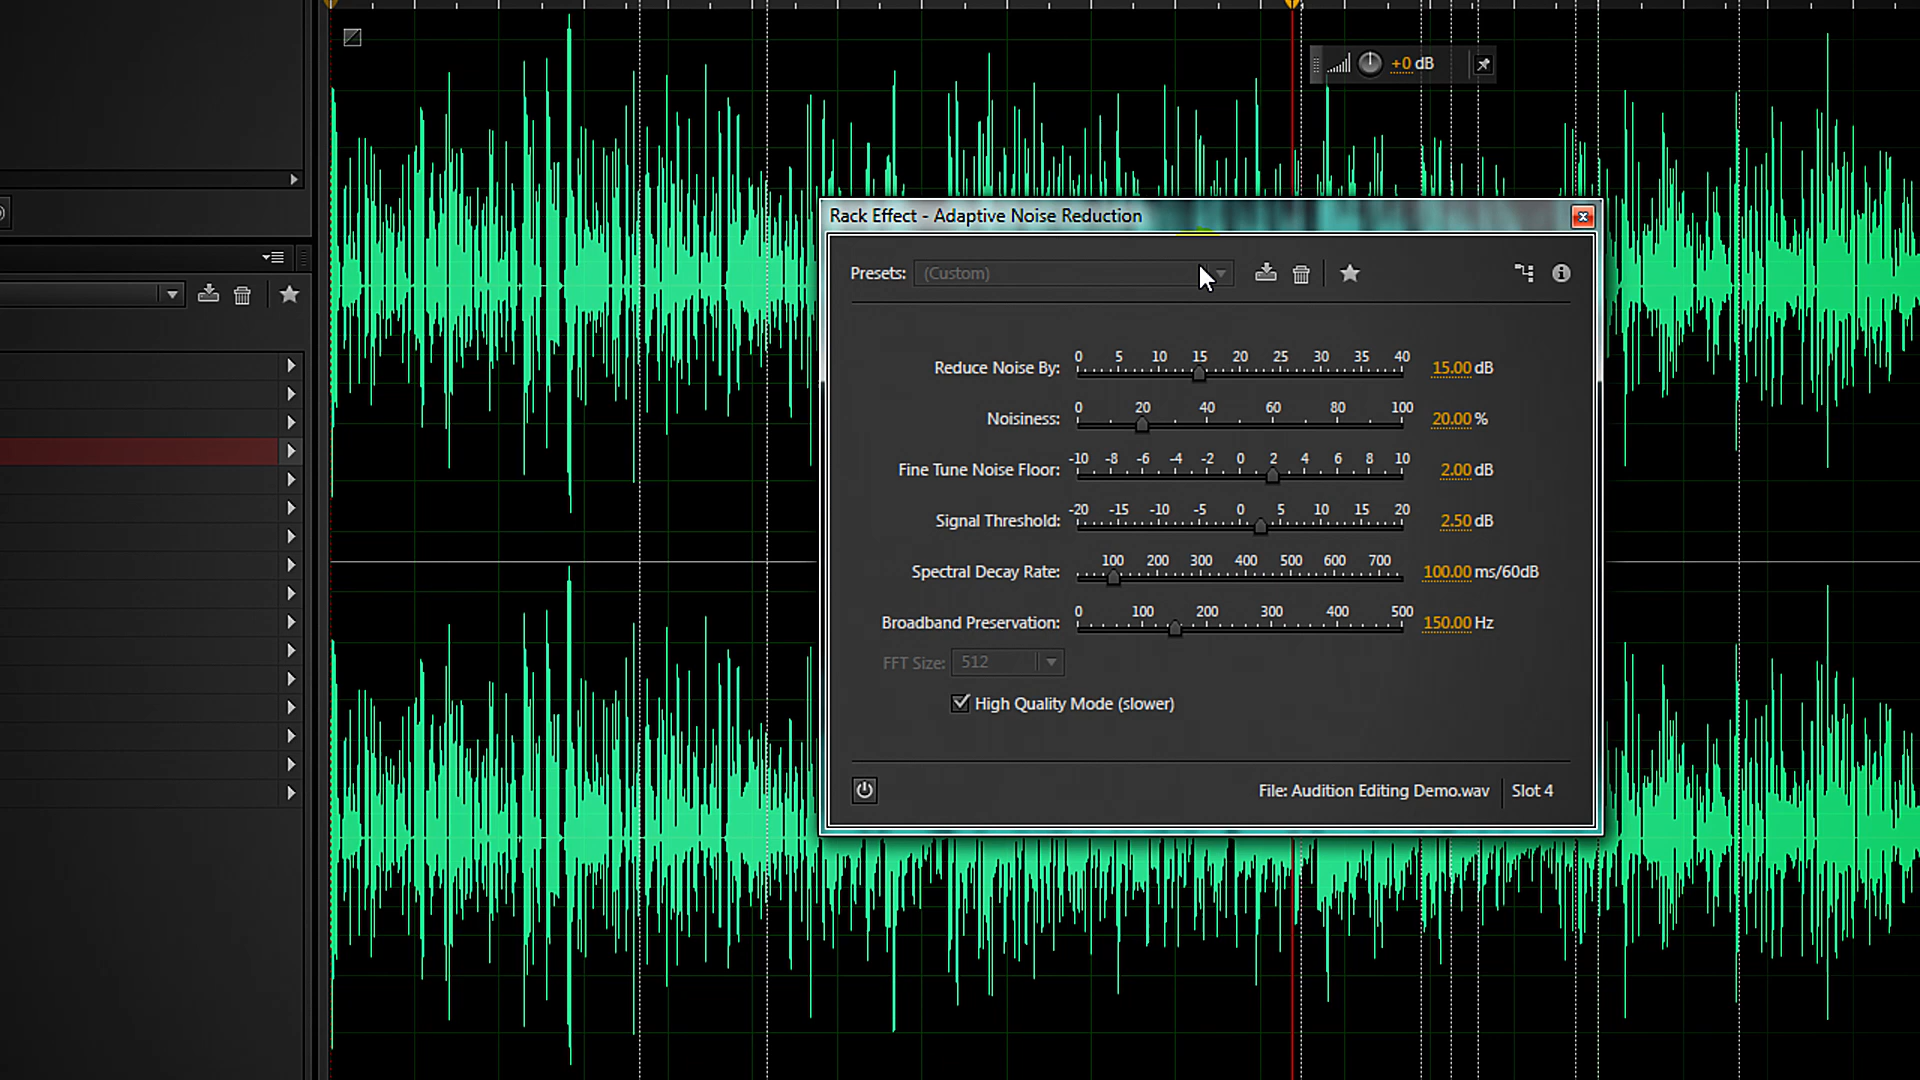 +0 dB
Rack Effect - Adaptive Noise Reduction
Presets: (Custom)
0 5 10 15 20 25 30 35 40
Reduce Noise By: 15.00 dB
0 20 40 60 80 100
Noisiness: 20.00 %
-10 -8 -6 -4 -2 0 2 4 6 8 10
Fine Tune Noise Floor: 2.00 dB
-20 -15 -10 -5 0 5 10 15 20
Signal Threshold: 2.50 dB
100 200 300 400 500 600 700
Spectral Decay Rate: 100.00 ms/60dB
0 100 200 300 400 500
Broadband Preservation: 150.00 Hz
FFT Size: 512
High Quality Mode (slower)
File: Audition Editing Demo.wav Slot 4